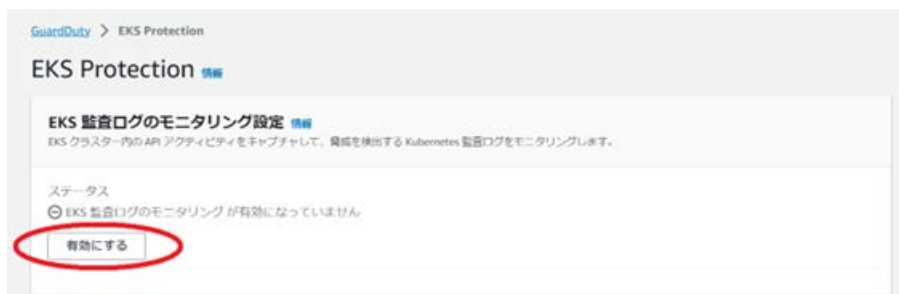 GuardDuty > EKS Protection
EKS Protection 情報
EKS 監査ログのモニタリング設定 情報
EKS クラスター内の API アクティビティをキャプチャして、脅威を検出する Kubernetes 監査ログをモニタリングします。
ステータス
EKS 監査ログのモニタリング が有効になっていません
有効にする